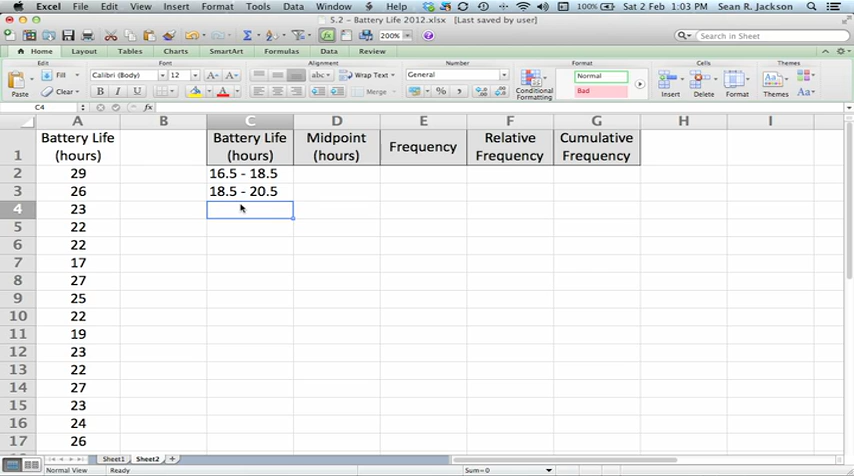 Excel File Edit View Insert Format Tools Data Window Help 100% Sat 2 Feb 1:03 PM Sean R. Jackson
5.2 - Battery Life 2012.xlsx [Last saved by user]
200% Search in Sheet
Home Layout Tables Charts SmartArt Formulas Data Review
Edit Font Alignment Number Format Cells Themes
Fill Calibri (Body) 12 abc Wrap Text General Normal
Paste Clear B I U Merge % Conditional Formatting Bad Insert Delete Format Themes Aa
C4 fx
A B C D E F G H I
1 Battery Life (hours) Battery Life (hours) Midpoint (hours) Frequency Relative Frequency Cumulative Frequency
2 29 16.5 - 18.5
3 26 18.5 - 20.5
4 23
5 22
6 22
7 17
8 27
9 25
10 22
11 19
12 23
13 22
14 27
15 23
16 24
17 26
Sheet1 Sheet2
Normal View Ready Sum=0